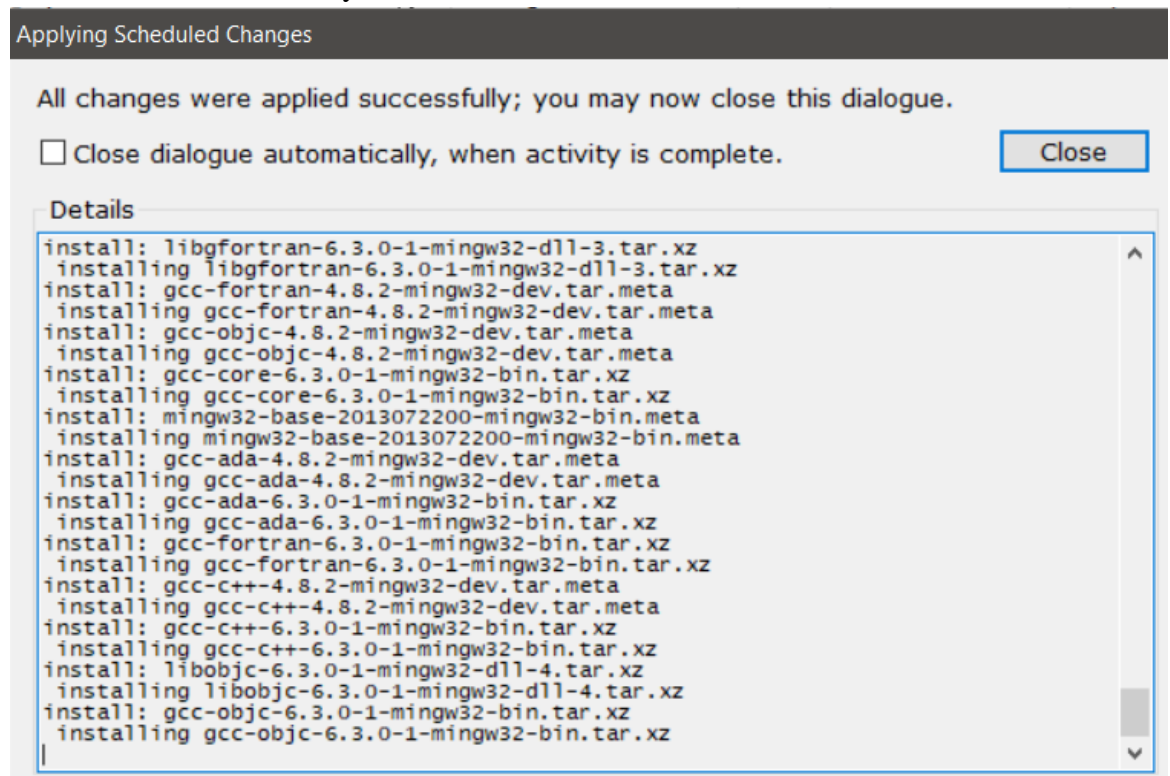 Applying Scheduled Changes
All changes were applied successfully; you may now close this dialogue.
Close dialogue automatically, when activity is complete.
Close
Details
install: libgfortran-6.3.0-1-mingw32-dll-3.tar.xz
installing libgfortran-6.3.0-1-mingw32-dll-3.tar.xz
install: gcc-fortran-4.8.2-mingw32-dev.tar.meta
installing gcc-fortran-4.8.2-mingw32-dev.tar.meta
install: gcc-objc-4.8.2-mingw32-dev.tar.meta
installing gcc-objc-4.8.2-mingw32-dev.tar.meta
install: gcc-core-6.3.0-1-mingw32-bin.tar.xz
installing gcc-core-6.3.0-1-mingw32-bin.tar.xz
install: mingw32-base-2013072200-mingw32-bin.meta
installing mingw32-base-2013072200-mingw32-bin.meta
install: gcc-ada-4.8.2-mingw32-dev.tar.meta
installing gcc-ada-4.8.2-mingw32-dev.tar.meta
install: gcc-ada-6.3.0-1-mingw32-bin.tar.xz
installing gcc-ada-6.3.0-1-mingw32-bin.tar.xz
install: gcc-fortran-6.3.0-1-mingw32-bin.tar.xz
installing gcc-fortran-6.3.0-1-mingw32-bin.tar.xz
install: gcc-c++-4.8.2-mingw32-dev.tar.meta
installing gcc-c++-4.8.2-mingw32-dev.tar.meta
install: gcc-c++-6.3.0-1-mingw32-bin.tar.xz
installing gcc-c++-6.3.0-1-mingw32-bin.tar.xz
install: libobjc-6.3.0-1-mingw32-dll-4.tar.xz
installing libobjc-6.3.0-1-mingw32-dll-4.tar.xz
install: gcc-objc-6.3.0-1-mingw32-bin.tar.xz
installing gcc-objc-6.3.0-1-mingw32-bin.tar.xz